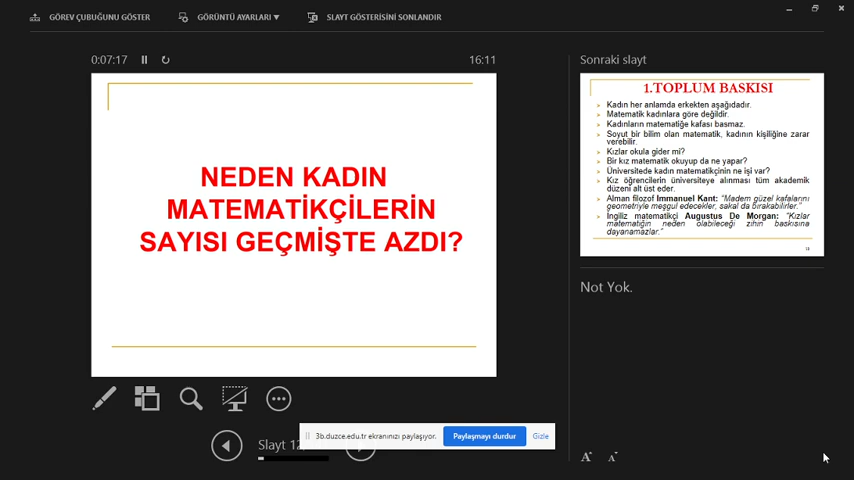 GÖREV ÇUBUĞUNU GÖSTER
GÖRÜNTÜ AYARLARI ▼
SLAYT GÖSTERİSİNİ SONLANDIR
0:07:17
16:11
NEDEN KADIN
MATEMATİKÇİLERİN
SAYISI GEÇMİŞTE AZDI?
Sonraki slayt
1.TOPLUM BASKISI
Kadın her anlamda erkekten aşağıdadır.
Matematik kadınlara göre değildir.
Kadınların matematiğe kafası basmaz.
Soyut bir bilim olan matematik, kadının kişiliğine zarar
verebilir.
Kızlar okula gider mi?
Bir kız matematik okuyup da ne yapar?
Üniversitede kadın matematikçinin ne işi var?
Kız öğrencilerin üniversiteye alınması tüm akademik
düzeni alt üst eder.
Alman filozof Immanuel Kant: "Madem güzel kafalarını
geometriyle meşgul edecekler, sakal da bırakabilirler."
İngiliz matematikçi Augustus De Morgan: "Kızlar
matematiğin neden olabileceği zihin baskısına
dayanamazlar."
13
Not Yok.
Slayt 12
3b.duzce.edu.tr ekranınızı paylaşıyor.
Paylaşmayı durdur
Gizle
A A